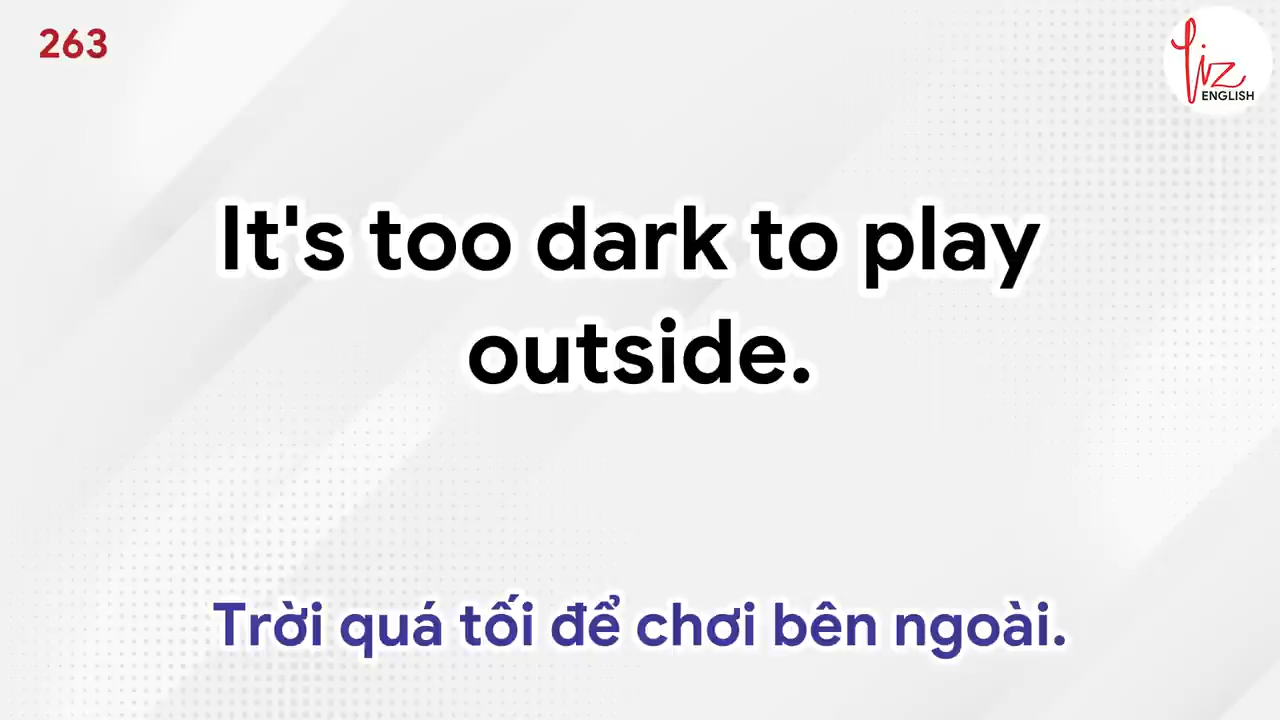 263
Liz
ENGLISH
It's too dark to play
outside.
Trời quá tối để chơi bên ngoài.